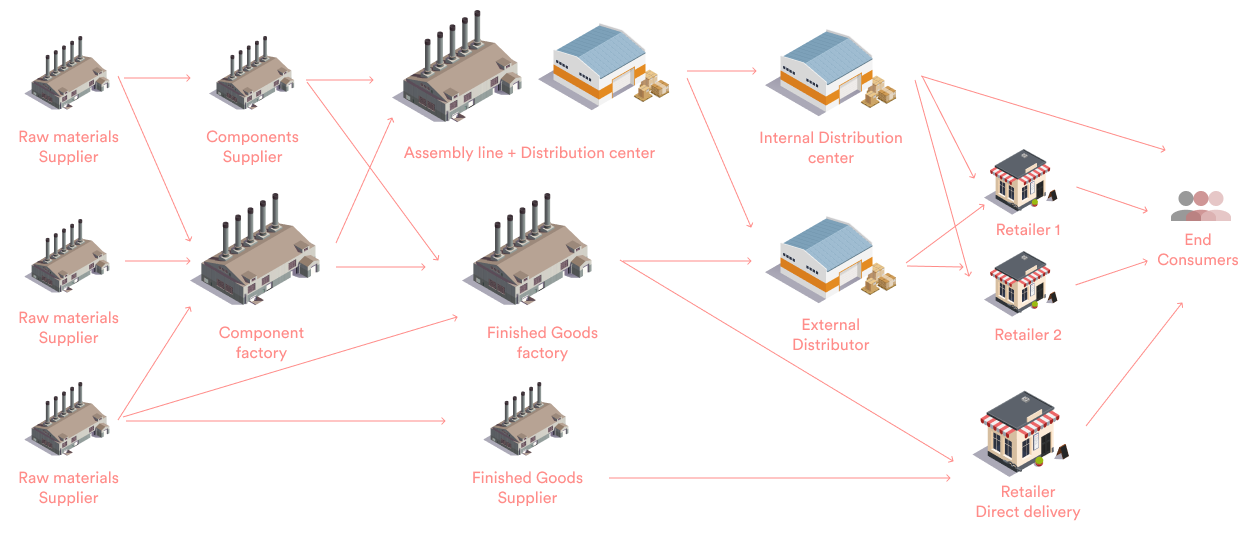 Raw materials
Supplier
Components
Supplier
Assembly line + Distribution center
Internal Distribution
center
Raw materials
Supplier
Component
factory
Finished Goods
factory
External
Distributor
Retailer 1
Retailer 2
End
Consumers
Raw materials
Supplier
Finished Goods
Supplier
Retailer
Direct delivery